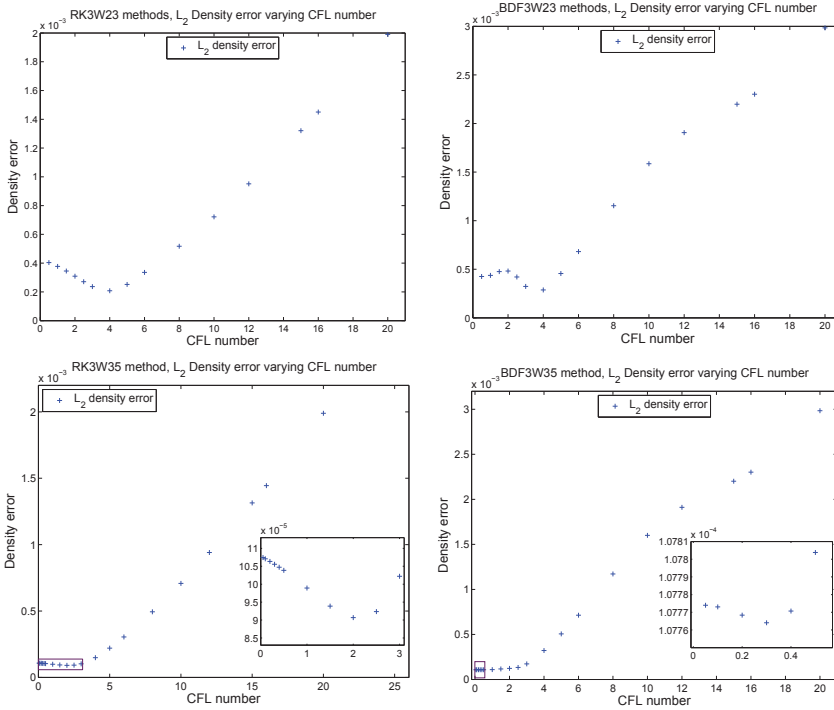 RK3W23 methods, L2 Density error varying CFL number
x 10^-3
L2 density error
Density error
2
1.8
1.6
1.4
1.2
1
0.8
0.6
0.4
0.2
0
0 2 4 6 8 10 12 14 16 18 20
CFL number
BDF3W23 methods, L2 Density error varying CFL number
x 10^-3
L2 density error
Density error
3
2.5
2
1.5
1
0.5
0
0 2 4 6 8 10 12 14 16 18 20
CFL number
RK3W35 method, L2 Density error varying CFL number
x 10^-3
L2 density error
Density error
2
1.5
1
0.5
0
0 5 10 15 20 25
CFL number
x 10^-5
11
10.5
10
9.5
9
8.5
0 1 2 3
BDF3W35 method, L2 Density error varying CFL number
x 10^-3
L2 density error
Density error
3
2.5
2
1.5
1
0.5
0
0 2 4 6 8 10 12 14 16 18 20
CFL number
x 10^-4
1.0781
1.078
1.0779
1.0778
1.0777
1.0776
0 0.2 0.4